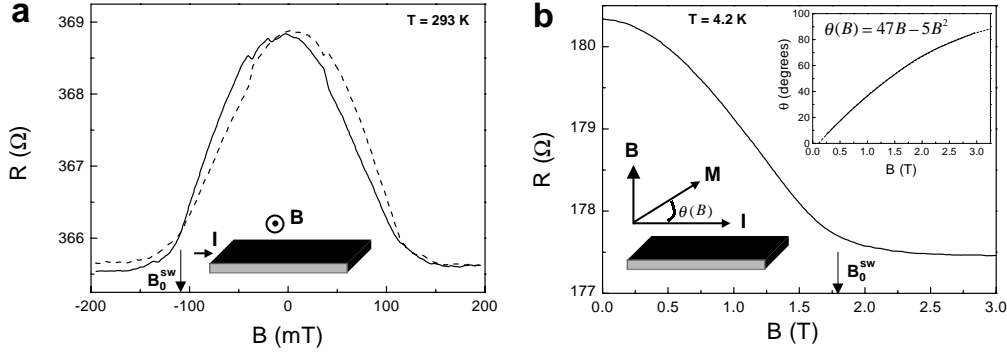 a
T = 293 K
369
368
367
366
R (Ω)
B
I
B₀ˢʷ
-200
-100
0
100
200
B (mT)
b
T = 4.2 K
180
179
178
177
R (Ω)
B
M
θ(B)
I
B₀ˢʷ
0.0
0.5
1.0
1.5
2.0
2.5
3.0
B (T)
θ(B) = 47B – 5B²
100
80
60
40
20
0
θ (degrees)
0.0
0.5
1.0
1.5
2.0
2.5
3.0
B (T)